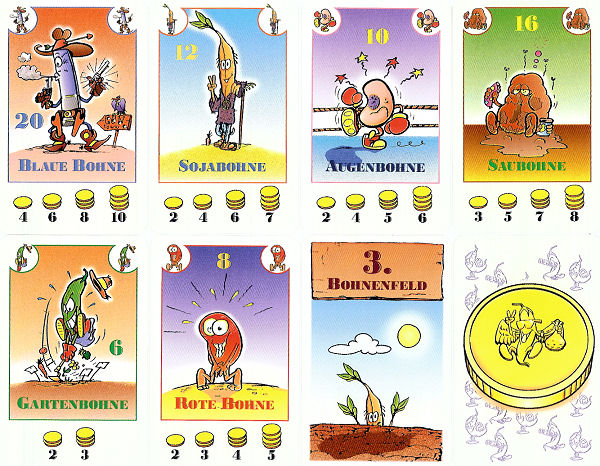 20
BLAUE BOHNE
4 6 8 10
12
SOJABOHNE
2 4 6 7
10
AUGENBOHNE
2 4 5 6
16
SAUBOHNE
3 5 7 8
6
GARTENBOHNE
2 3
8
ROTE BOHNE
2 3 4 5
3.
BOHNENFELD